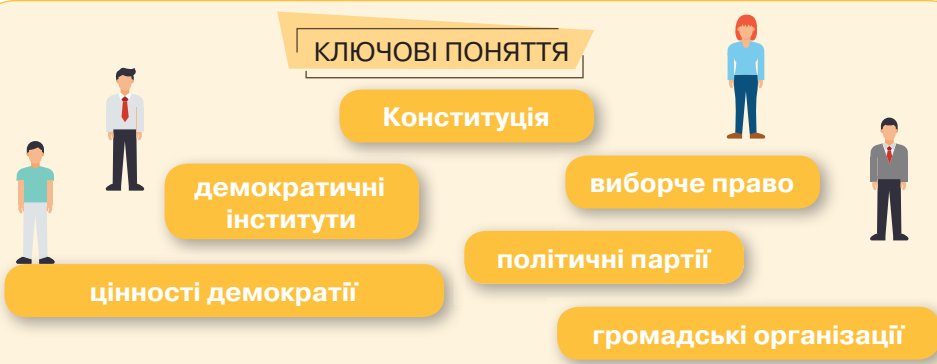 КЛЮЧОВІ ПОНЯТТЯ
Конституція
демократичні
інститути
виборче право
політичні партії
цінності демократії
громадські організації